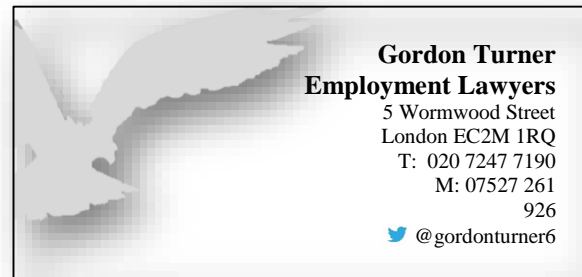 Gordon Turner
Employment Lawyers
5 Wormwood Street
London EC2M 1RQ
T: 020 7247 7190
M: 07527 261
926
@gordonturner6